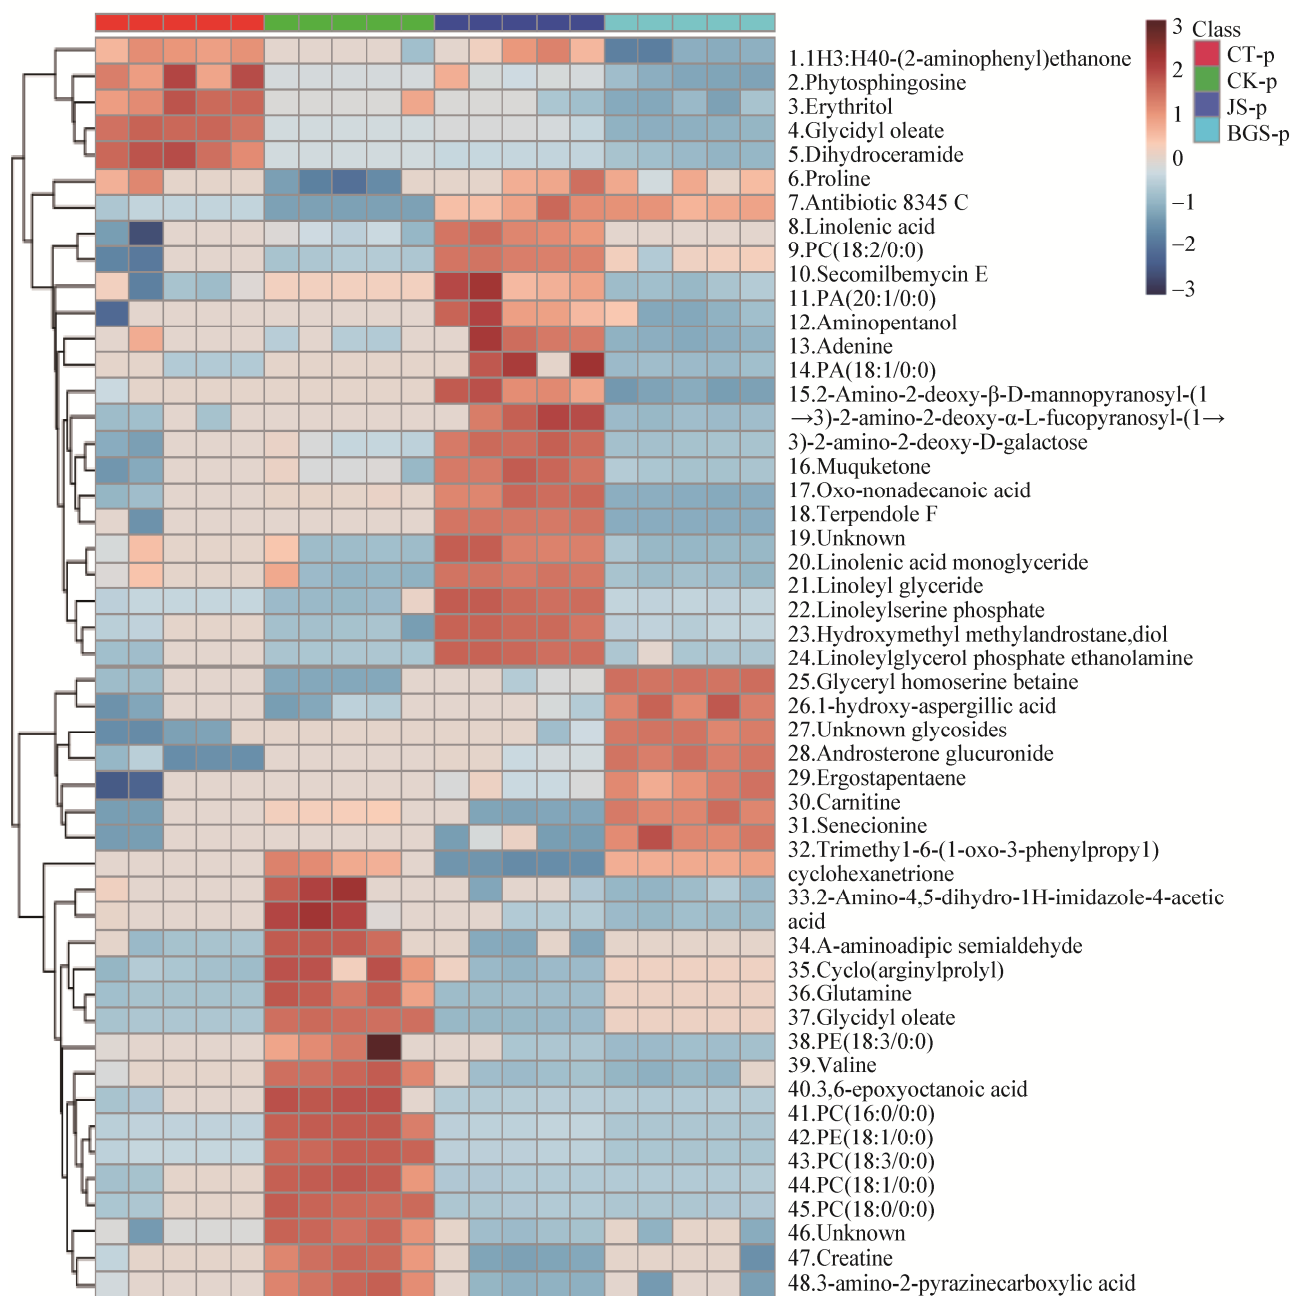 3
2
1
0
−1
−2
−3
Class
CT-p
CK-p
JS-p
BGS-p
1.1H3:H40-(2-aminophenyl)ethanone
2.Phytosphingosine
3.Erythritol
4.Glycidyl oleate
5.Dihydroceramide
6.Proline
7.Antibiotic 8345 C
8.Linolenic acid
9.PC(18:2/0:0)
10.Secomilbemycin E
11.PA(20:1/0:0)
12.Aminopentanol
13.Adenine
14.PA(18:1/0:0)
15.2-Amino-2-deoxy-β-D-mannopyranosyl-(1
→3)-2-amino-2-deoxy-α-L-fucopyranosyl-(1→
3)-2-amino-2-deoxy-D-galactose
16.Muquketone
17.Oxo-nonadecanoic acid
18.Terpendole F
19.Unknown
20.Linolenic acid monoglyceride
21.Linoleyl glyceride
22.Linoleylserine phosphate
23.Hydroxymethyl methylandrostane,diol
24.Linoleylglycerol phosphate ethanolamine
25.Glyceryl homoserine betaine
26.1-hydroxy-aspergillic acid
27.Unknown glycosides
28.Androsterone glucuronide
29.Ergostapentaene
30.Carnitine
31.Senecionine
32.Trimethy1-6-(1-oxo-3-phenylpropy1)
cyclohexanetrione
33.2-Amino-4,5-dihydro-1H-imidazole-4-acetic
acid
34.A-aminoadipic semialdehyde
35.Cyclo(arginylprolyl)
36.Glutamine
37.Glycidyl oleate
38.PE(18:3/0:0)
39.Valine
40.3,6-epoxyoctanoic acid
41.PC(16:0/0:0)
42.PE(18:1/0:0)
43.PC(18:3/0:0)
44.PC(18:1/0:0)
45.PC(18:0/0:0)
46.Unknown
47.Creatine
48.3-amino-2-pyrazinecarboxylic acid